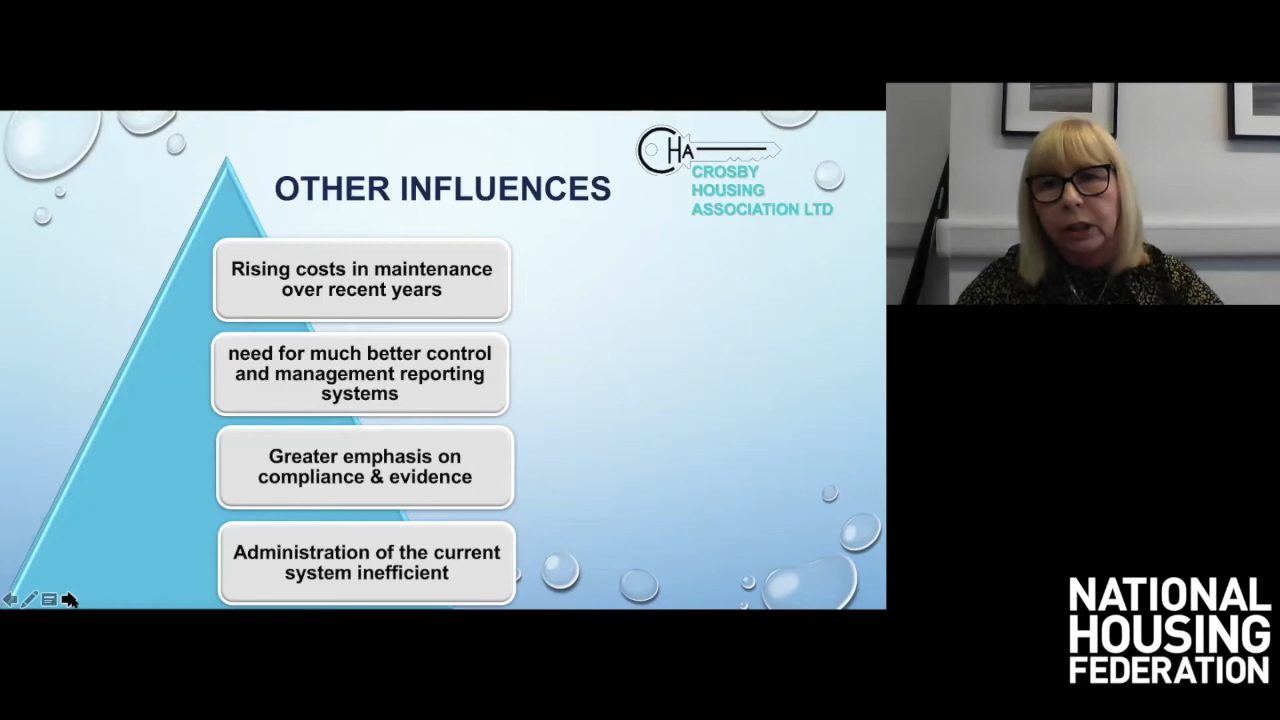 OTHER INFLUENCES
CHA
CROSBY
HOUSING
ASSOCIATION LTD
Rising costs in maintenance
over recent years
need for much better control
and management reporting
systems
Greater emphasis on
compliance & evidence
Administration of the current
system inefficient
NATIONAL
HOUSING
FEDERATION